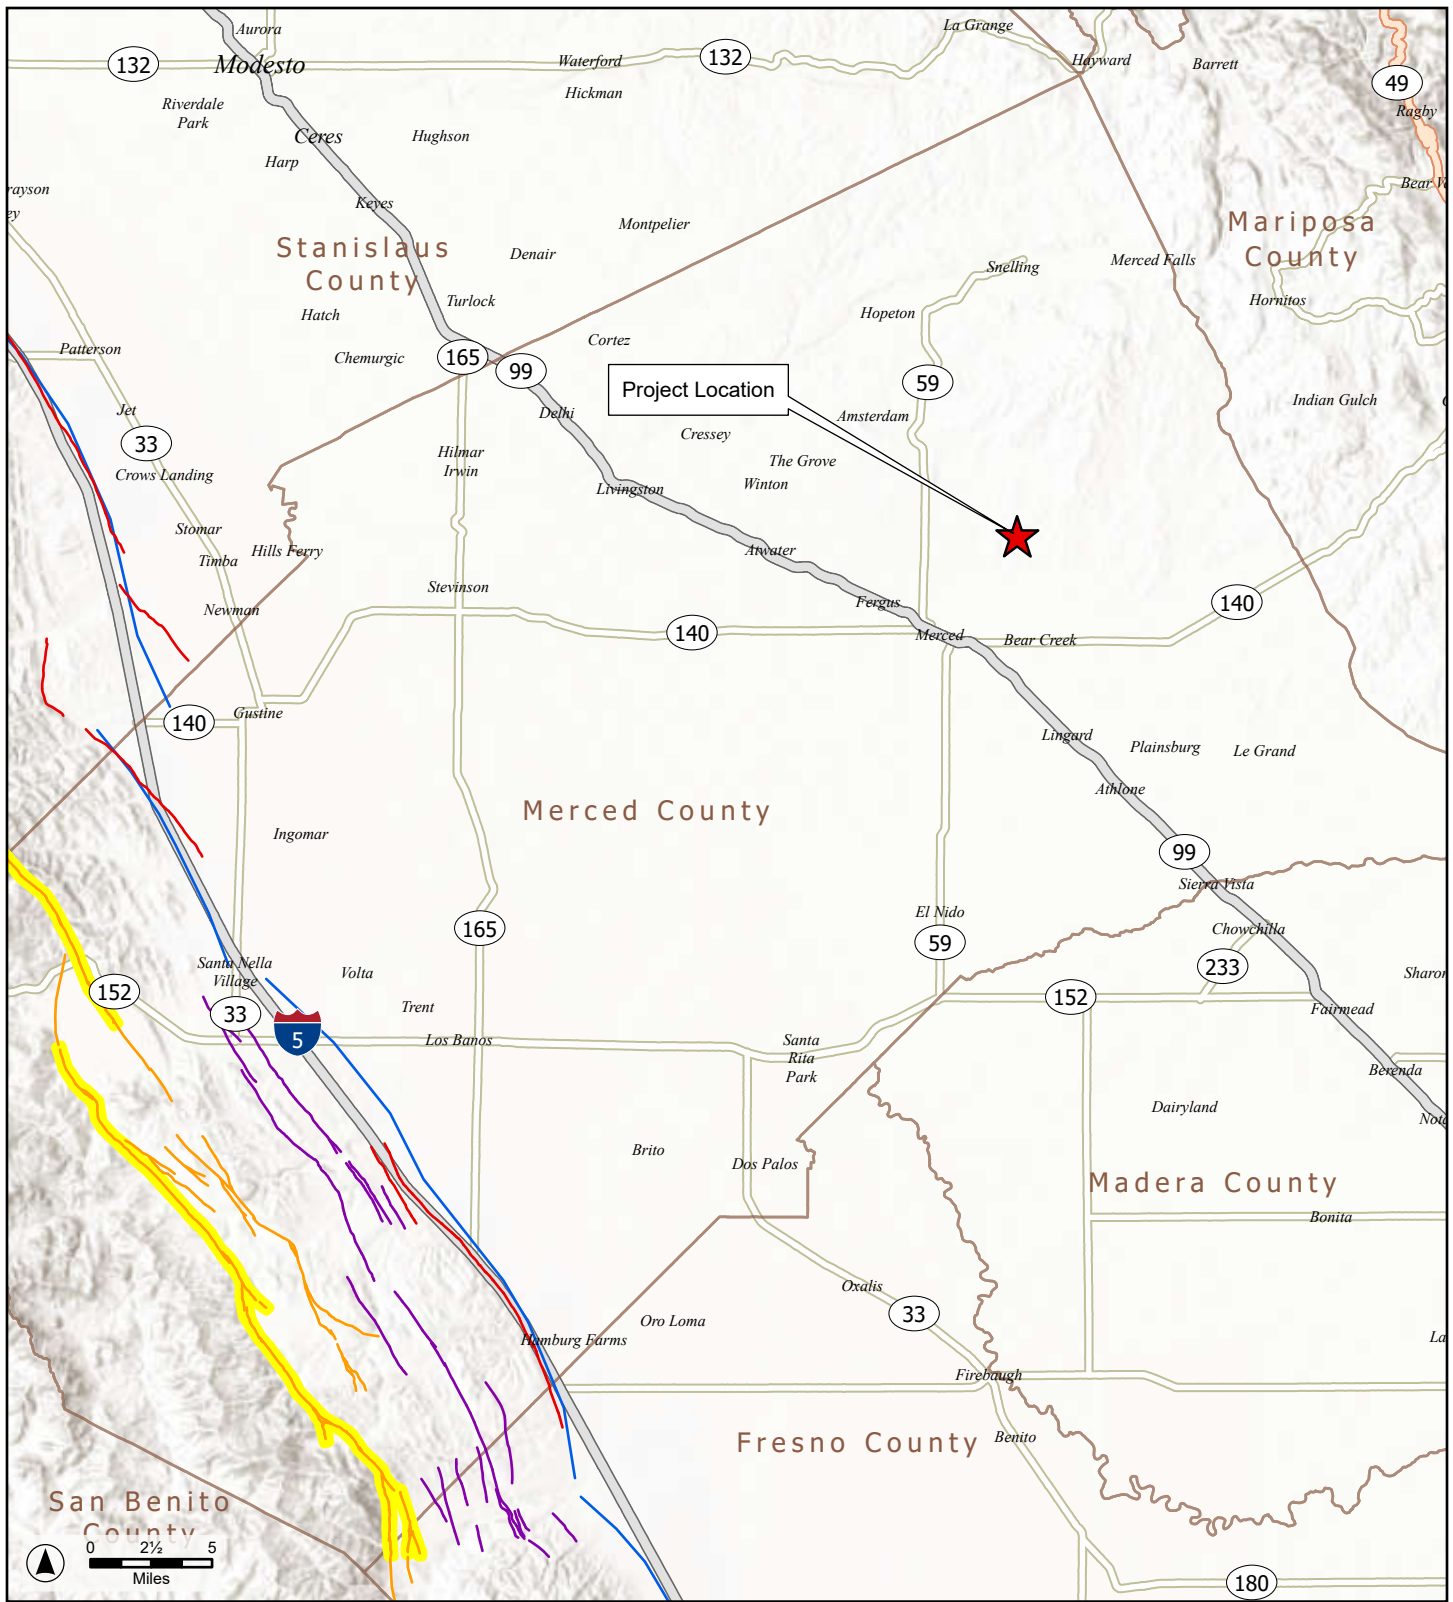 Aurora
La Grange
132
Modesto
Waterford
132
Hayward
Barrett
49
Riverdale
Park
Hickman
Ragby
Ceres
Hughson
Harp
rayson
ey
Keyes
Bear V
Montpelier
Mariposa
County
Stanislaus
County
Denair
Snelling
Merced Falls
Hatch
Turlock
Hopeton
Hornitos
Patterson
Chemurgic
165
99
Cortez
Project Location
59
Jet
Delhi
Amsterdam
Indian Gulch
33
Cressey
Crows Landing
Hilmar
Irwin
The Grove
Winton
Livingston
Stomar
Timba
Hills Ferry
Atwater
Newman
Stevinson
Fergus
140
140
Merced
Bear Creek
140
Gustine
Lingard
Plainsburg
Le Grand
Athlone
Merced County
Ingomar
99
Sierra Vista
165
El Nido
59
Chowchilla
Santa Nella
Village
Volta
233
Sharon
152
33
Trent
152
Fairmead
5
Los Banos
Santa
Rita
Park
Berenda
Dairyland
Nota
Brito
Dos Palos
Madera County
Bonita
Oxalis
33
Oro Loma
Hamburg Farms
La
Firebaugh
Fresno County
Benito
San Benito
County
0 2½ 5
Miles
180